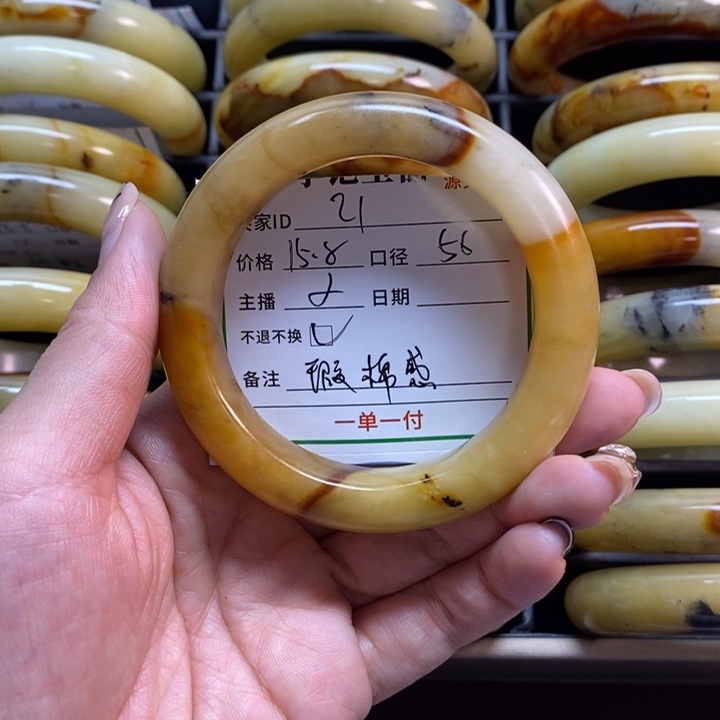 源
家ID 21
价格 15.8 口径 56
主播 2 日期
不退不换 ✓
备注 瑕棉感
一单一付